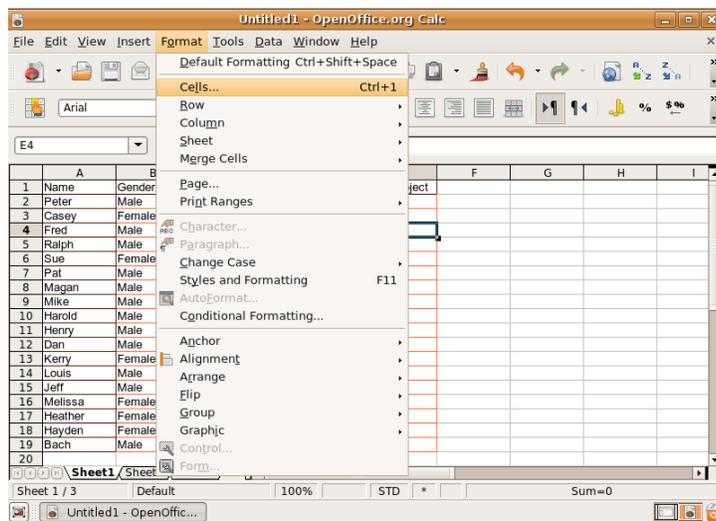 Untitled1 - OpenOffice.org Calc
File Edit View Insert Format Tools Data Window Help
Default Formatting Ctrl+Shift+Space
Cells... Ctrl+1
Arial
Row
Column
Sheet
E4
Merge Cells
A B F G H I
Page...
1 Name Gender ject
Print Ranges
2 Peter Male
3 Casey Female
Character...
4 Fred Male
Paragraph...
5 Ralph Male
Change Case
6 Sue Female
Styles and Formatting F11
7 Pat Male
8 Magan Male
AutoFormat...
9 Mike Male
Conditional Formatting...
10 Harold Male
11 Henry Male
Anchor
12 Dan Male
Alignment
13 Kerry Female
Arrange
14 Louis Male
15 Jeff Male
Flip
16 Melissa Female
Group
17 Heather Female
Graphic
18 Hayden Female
19 Bach Male
Control...
20
Form...
Sheet1 Sheet
Sheet 1 / 3 Default 100% STD * Sum=0
Untitled1 - OpenOffic...